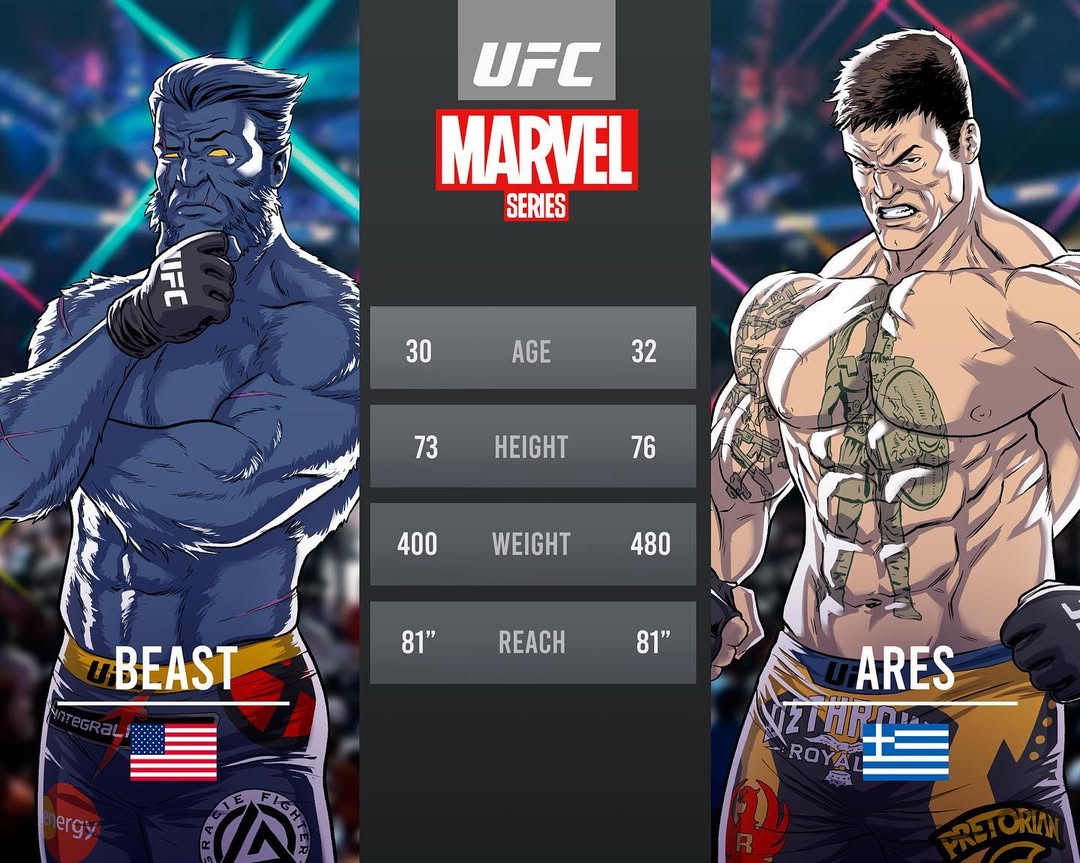 UFC
MARVEL
SERIES
30 AGE 32
73 HEIGHT 76
400 WEIGHT 480
81” REACH 81”
UFC
BEAST
INTEGRALI
energy
GRACIE FIGHTER
ARES
ROYAL
R
PRETORIAN